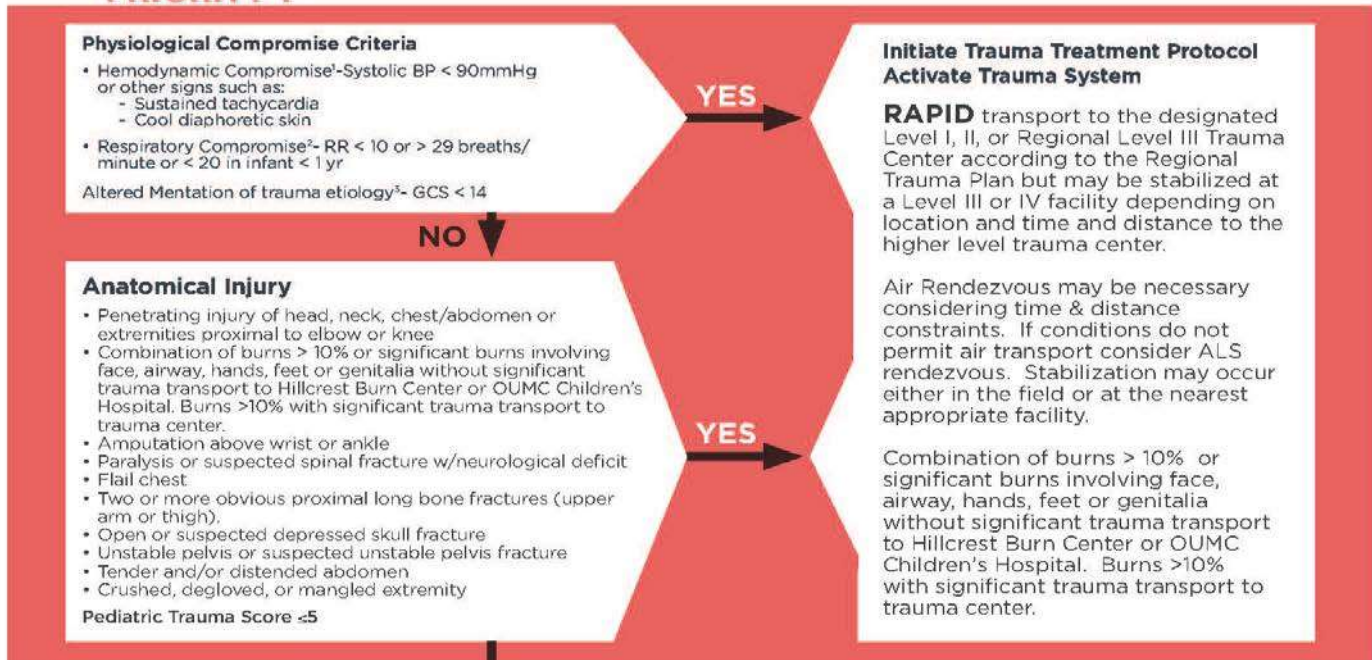 Physiological Compromise Criteria
• Hemodynamic Compromise¹-Systolic BP < 90mmHg
or other signs such as:
- Sustained tachycardia
- Cool diaphoretic skin
• Respiratory Compromise²- RR < 10 or > 29 breaths/
minute or < 20 in infant < 1 yr
Altered Mentation of trauma etiology³- GCS < 14
YES
Initiate Trauma Treatment Protocol
Activate Trauma System
RAPID transport to the designated
Level I, II, or Regional Level III Trauma
Center according to the Regional
Trauma Plan but may be stabilized at
a Level III or IV facility depending on
location and time and distance to the
higher level trauma center.
Air Rendezvous may be necessary
considering time & distance
constraints. If conditions do not
permit air transport consider ALS
rendezvous. Stabilization may occur
either in the field or at the nearest
appropriate facility.
Combination of burns > 10% or
significant burns involving face,
airway, hands, feet or genitalia
without significant trauma transport
to Hillcrest Burn Center or OUMC
Children's Hospital. Burns >10%
with significant trauma transport to
trauma center.
NO
Anatomical Injury
• Penetrating injury of head, neck, chest/abdomen or
extremities proximal to elbow or knee
• Combination of burns > 10% or significant burns involving
face, airway, hands, feet or genitalia without significant
trauma transport to Hillcrest Burn Center or OUMC Children's
Hospital. Burns >10% with significant trauma transport to
trauma center.
• Amputation above wrist or ankle
• Paralysis or suspected spinal fracture w/neurological deficit
• Flail chest
• Two or more obvious proximal long bone fractures (upper
arm or thigh).
• Open or suspected depressed skull fracture
• Unstable pelvis or suspected unstable pelvis fracture
• Tender and/or distended abdomen
• Crushed, degloved, or mangled extremity
Pediatric Trauma Score ≤5
YES